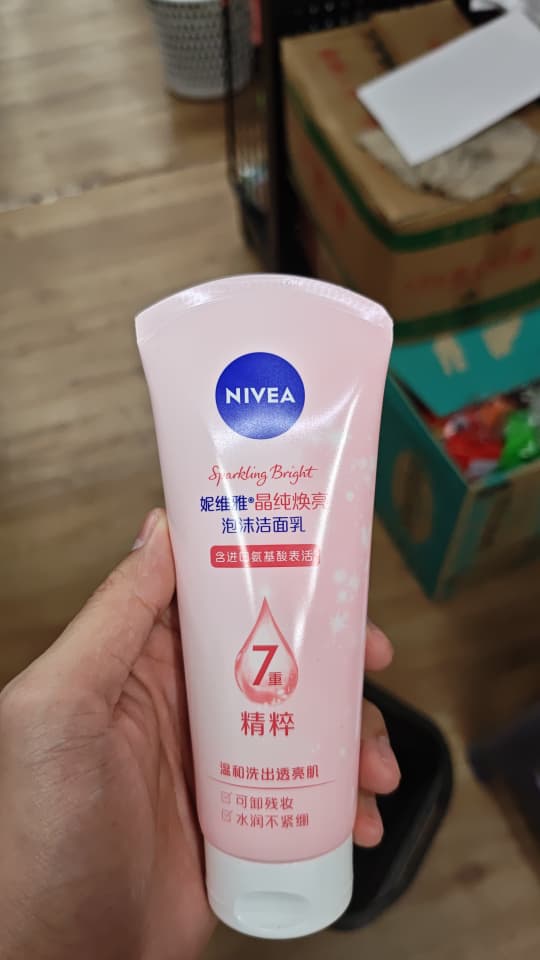 NIVEA
Sparkling Bright
妮维雅®晶纯焕亮
泡沫洁面乳
含进口氨基酸表活
7重
精粹
温和洗出透亮肌
可卸残妆
水润不紧绷